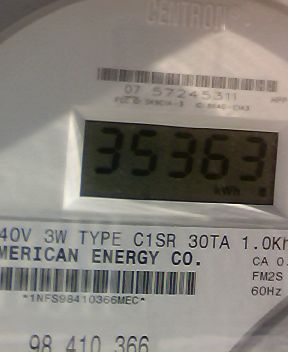 CENTRON
07 57245311
35363
kWh
40V 3W TYPE C1SR 30TA 1.0Kh
MERICAN ENERGY CO.
CA 0.
FM2S
*1NFS98410366MEC*
60Hz
98 410 366